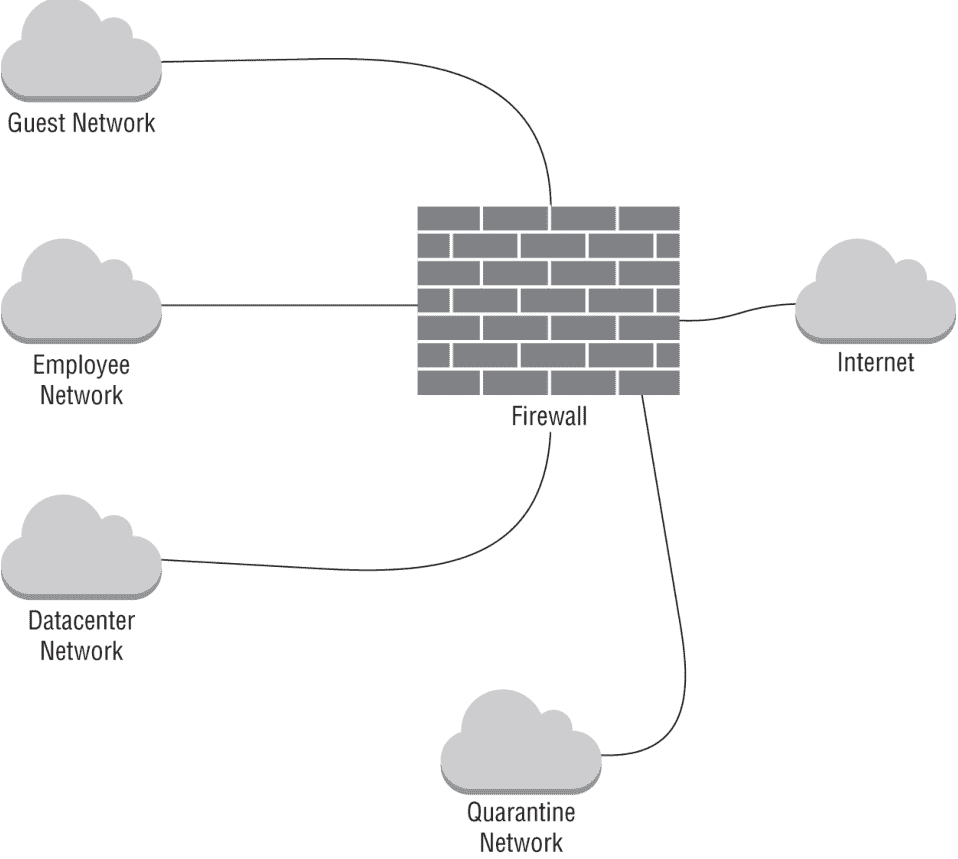 Guest Network
Employee
Network
Firewall
Internet
Datacenter
Network
Quarantine
Network